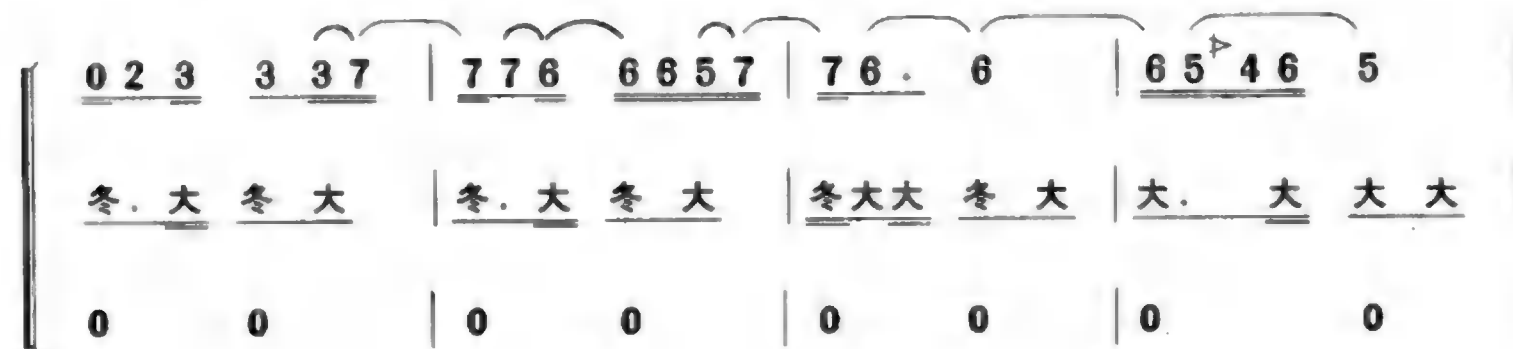 0 2 3 3 3 7 | 7 7 6 6 6 5 7 | 7 6 . 6 | 6 5 4 6 5
冬 . 大 冬 大 | 冬 . 大 冬 大 | 冬 大 大 冬 大 | 大 . 大 大 大
0 0 | 0 0 | 0 0 | 0 0